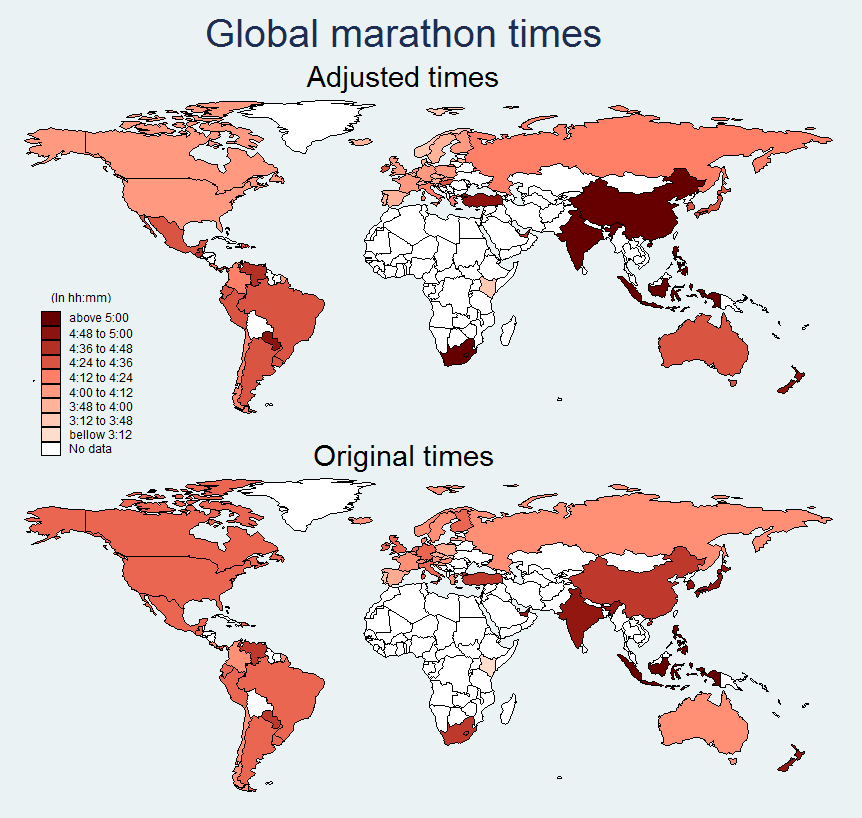 Global marathon times
Adjusted times
(In hh:mm)
above 5:00
4:48 to 5:00
4:36 to 4:48
4:24 to 4:36
4:12 to 4:24
4:00 to 4:12
3:48 to 4:00
3:12 to 3:48
bellow 3:12
No data
Original times